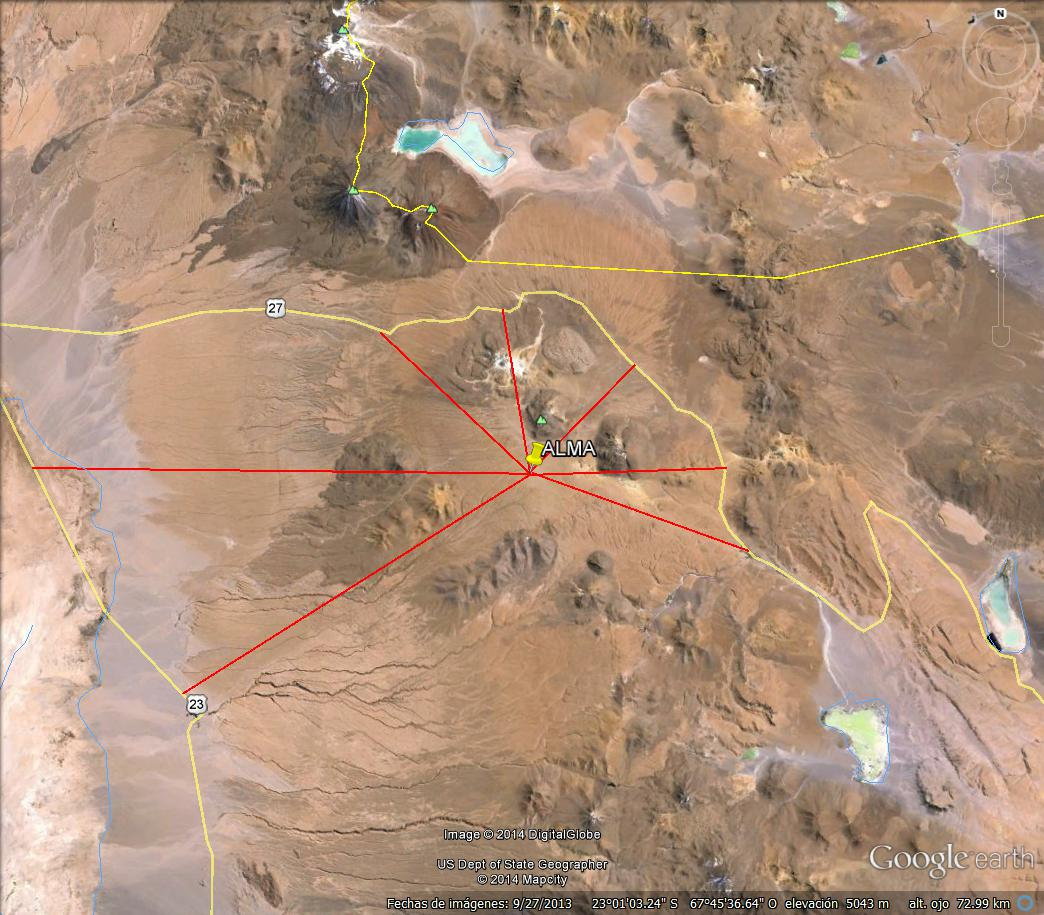 N
27
ALMA
23
Image © 2014 DigitalGlobe
US Dept of State Geographer
© 2014 Mapcity
Google earth
Fechas de imágenes: 9/27/2013 23°01'03.24" S 67°45'36.64" O elevación 5043 m alt. ojo 72.99 km